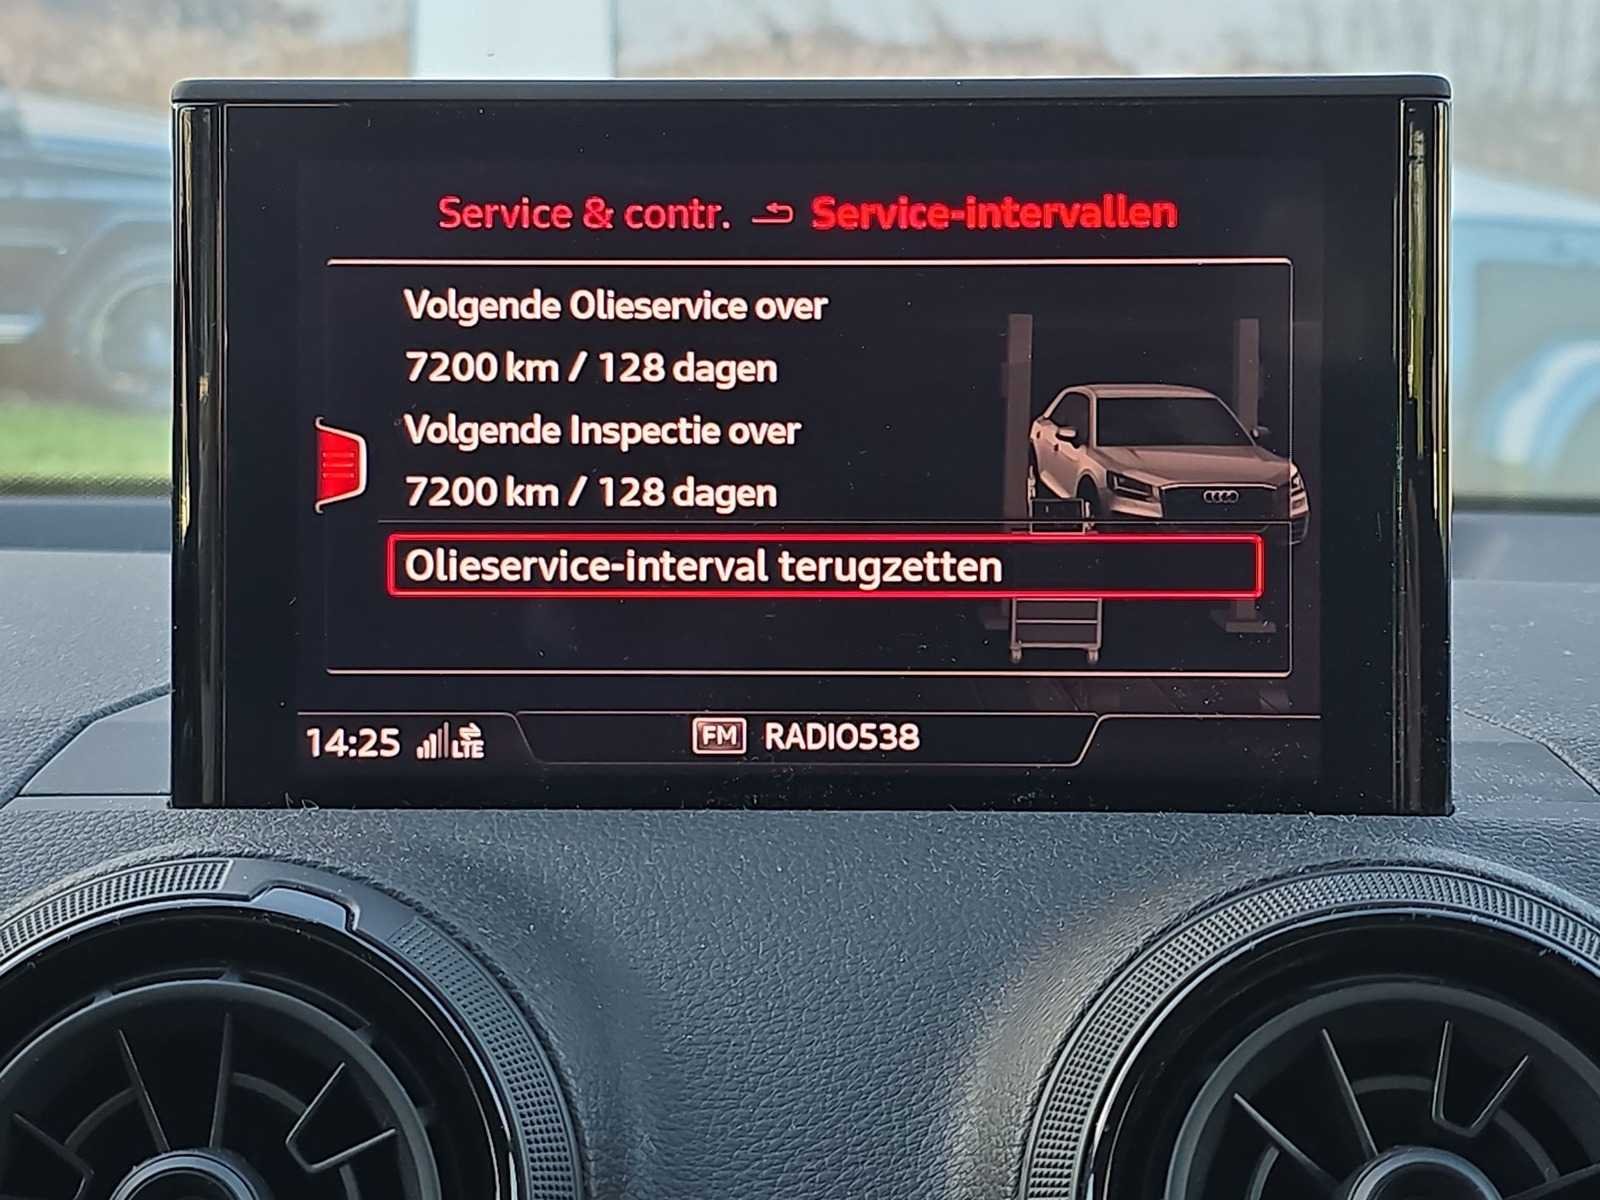 Service & contr. Service-intervallen
Volgende Olieservice over
7200 km / 128 dagen
Volgende Inspectie over
7200 km / 128 dagen
Olieservice-interval terugzetten
14:25 LTE FM RADIO538